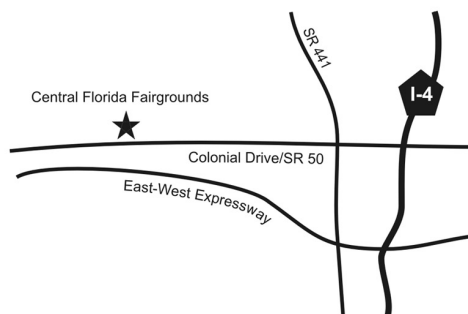 SR 441
I-4
Central Florida Fairgrounds
Colonial Drive/SR 50
East-West Expressway